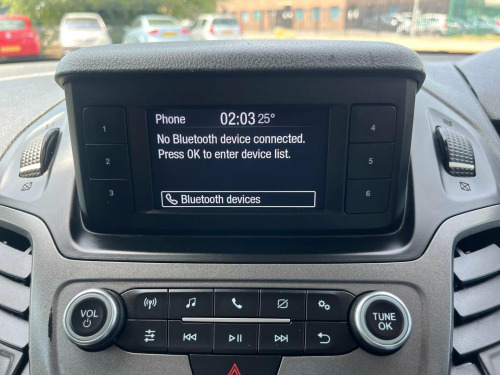 Phone 02:03 25°
No Bluetooth device connected.
Press OK to enter device list.
Bluetooth devices
1
2
3
4
5
6
VOL
TUNE
OK